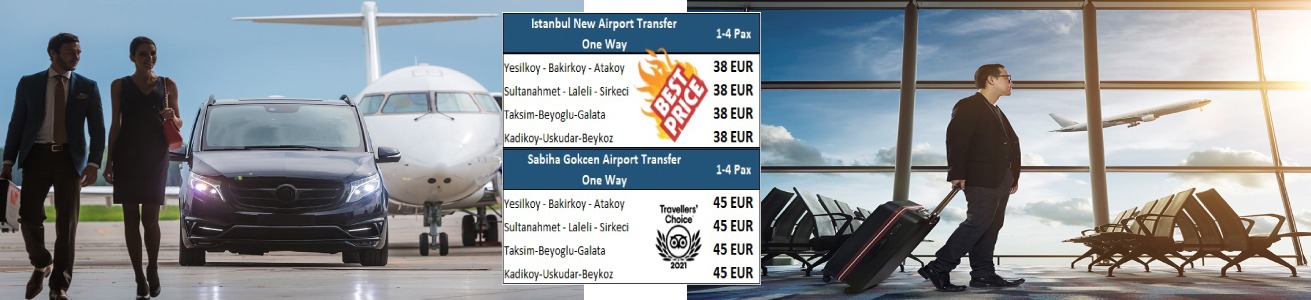 Istanbul New Airport Transfer
One Way
1-4 Pax
Yesilkoy - Bakirkoy - Atakoy 38 EUR
Sultanahmet - Laleli - Sirkeci 38 EUR
Taksim-Beyoglu-Galata 38 EUR
Kadikoy-Uskudar-Beykoz 38 EUR
BEST
PRICE
Sabiha Gokcen Airport Transfer
One Way
1-4 Pax
Yesilkoy - Bakirkoy - Atakoy 45 EUR
Sultanahmet - Laleli - Sirkeci 45 EUR
Taksim-Beyoglu-Galata 45 EUR
Kadikoy-Uskudar-Beykoz 45 EUR
Travellers'
Choice
2021